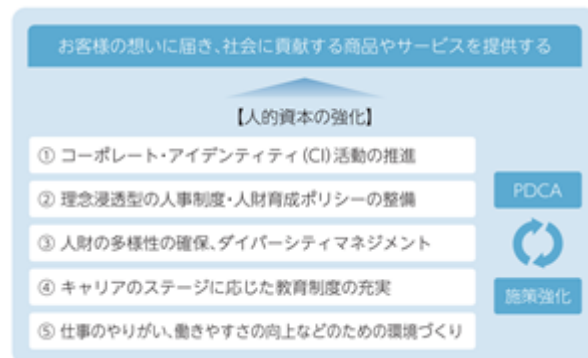 お客様の想いに届き、社会に貢献する商品やサービスを提供する
【人的資本の強化】
① コーポレート・アイデンティティ(CI)活動の推進
② 理念浸透型の人事制度・人財育成ポリシーの整備
③ 人財の多様性の確保、ダイバーシティマネジメント
④ キャリアのステージに応じた教育制度の充実
⑤ 仕事のやりがい、働きやすさの向上などのための環境づくり
PDCA
施策強化